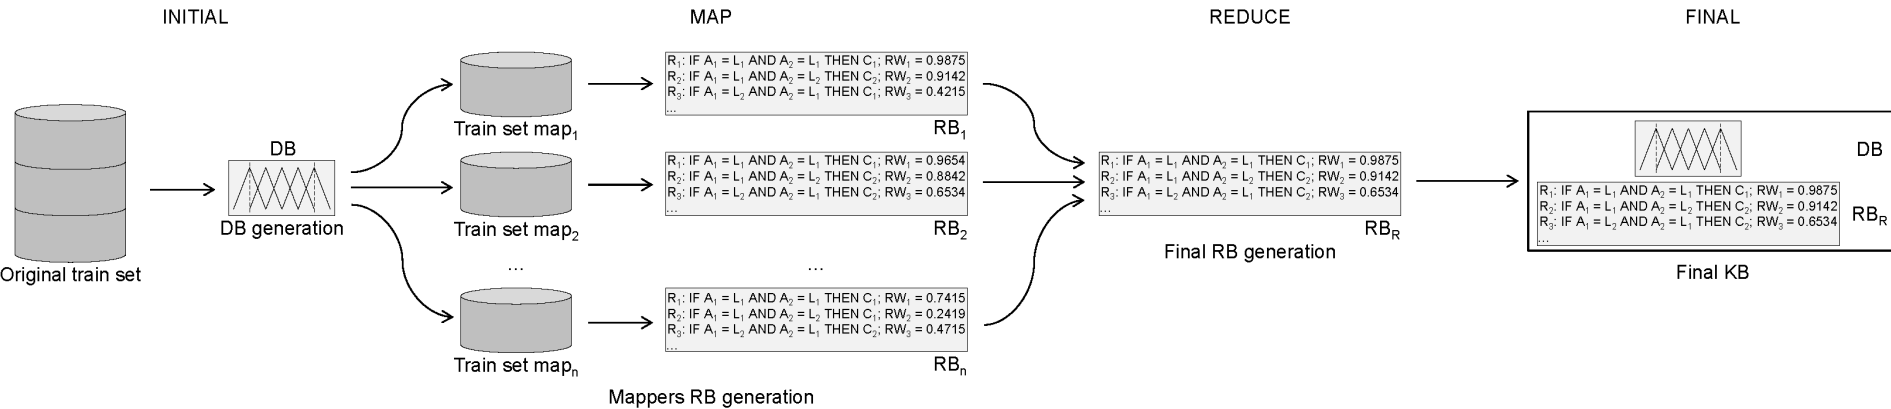 INITIAL
MAP
REDUCE
FINAL
Original train set
DB
DB generation
Train set map₁
Train set map₂
...
Train set mapₙ
R₁: IF A₁ = L₁ AND A₂ = L₁ THEN C₁; RW₁ = 0.9875
R₂: IF A₁ = L₁ AND A₂ = L₂ THEN C₂; RW₂ = 0.9142
R₃: IF A₁ = L₂ AND A₂ = L₁ THEN C₁; RW₃ = 0.4215
...
RB₁
R₁: IF A₁ = L₁ AND A₂ = L₁ THEN C₁; RW₁ = 0.9654
R₂: IF A₁ = L₁ AND A₂ = L₂ THEN C₂; RW₂ = 0.8842
R₃: IF A₁ = L₂ AND A₂ = L₁ THEN C₂; RW₃ = 0.6534
...
RB₂
...
R₁: IF A₁ = L₁ AND A₂ = L₁ THEN C₁; RW₁ = 0.7415
R₂: IF A₁ = L₁ AND A₂ = L₂ THEN C₁; RW₂ = 0.2419
R₃: IF A₁ = L₂ AND A₂ = L₁ THEN C₂; RW₃ = 0.4715
...
RBₙ
Mappers RB generation
R₁: IF A₁ = L₁ AND A₂ = L₁ THEN C₁; RW₁ = 0.9875
R₂: IF A₁ = L₁ AND A₂ = L₂ THEN C₂; RW₂ = 0.9142
R₃: IF A₁ = L₂ AND A₂ = L₁ THEN C₂; RW₃ = 0.6534
...
RB_R
Final RB generation
DB
R₁: IF A₁ = L₁ AND A₂ = L₁ THEN C₁; RW₁ = 0.9875
R₂: IF A₁ = L₁ AND A₂ = L₂ THEN C₂; RW₂ = 0.9142
R₃: IF A₁ = L₂ AND A₂ = L₁ THEN C₂; RW₃ = 0.6534
...
RB_R
Final KB